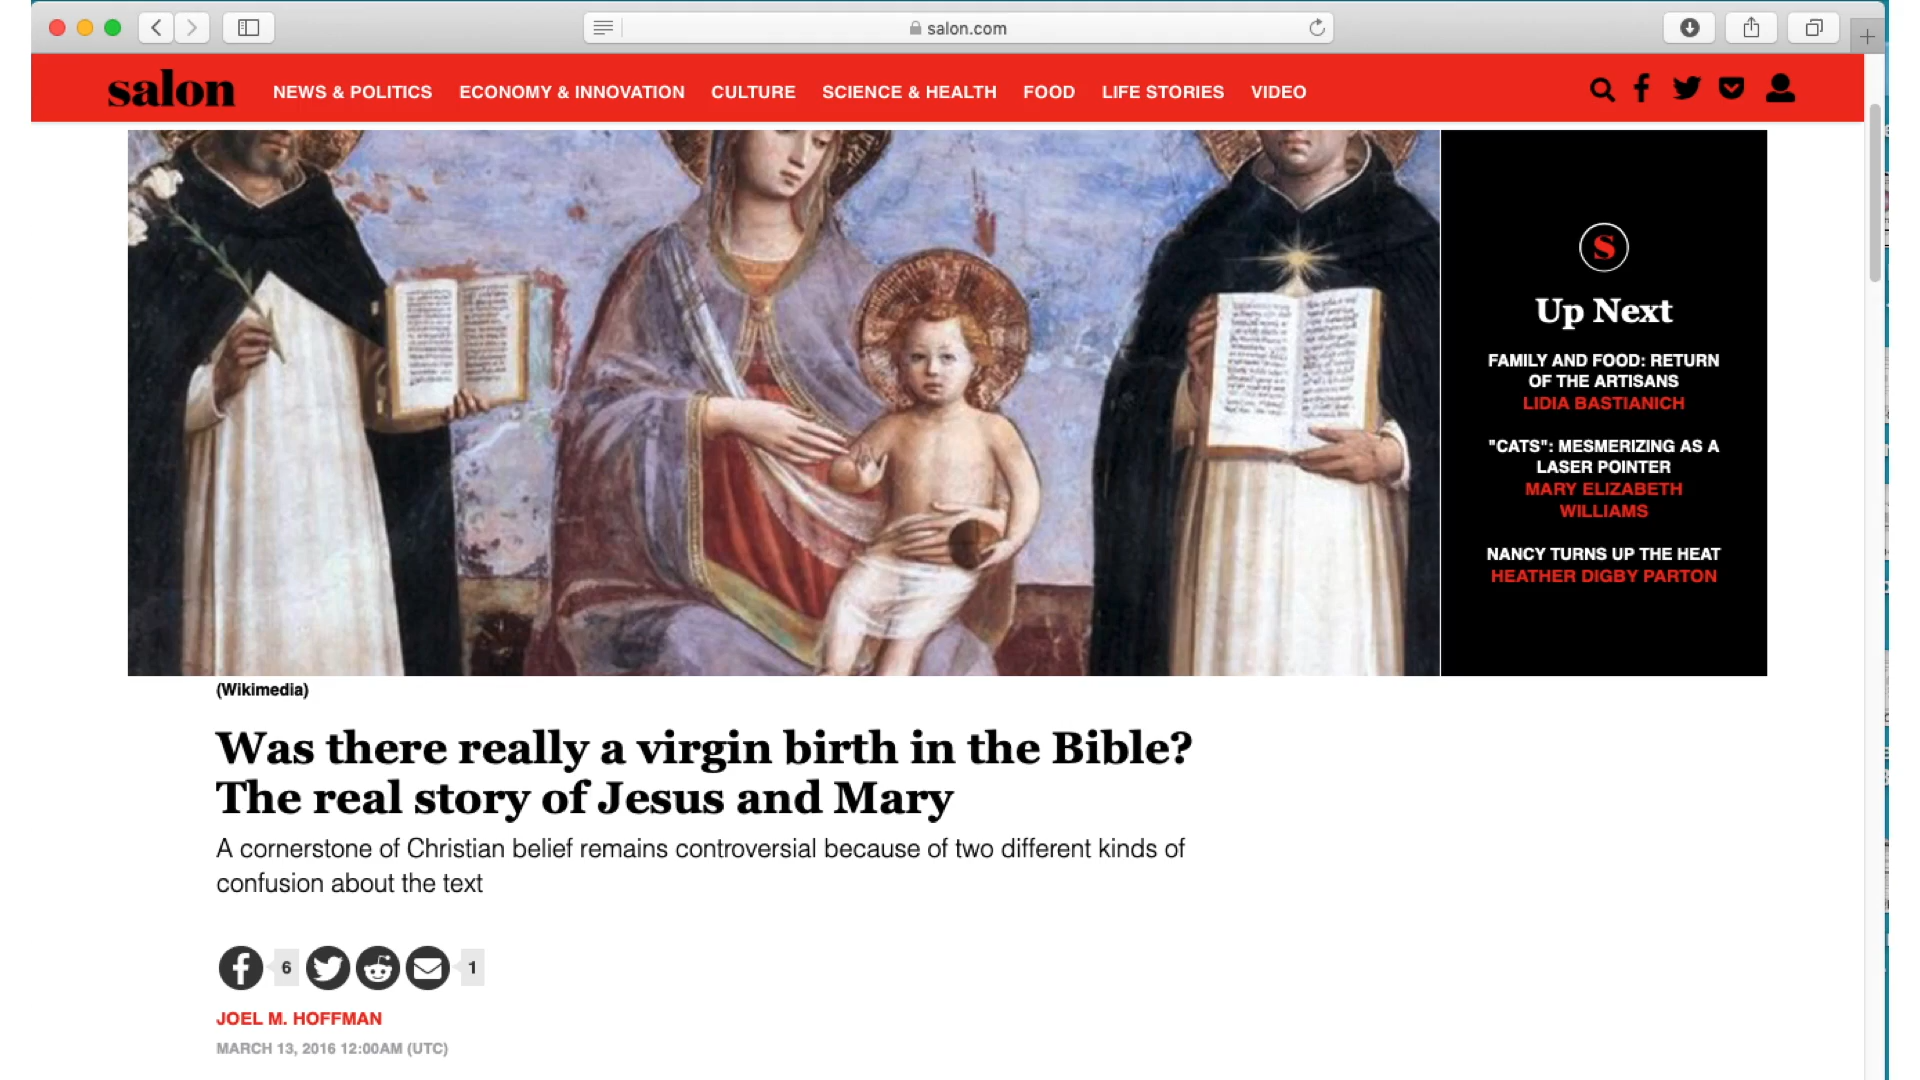 salon.com
salon
NEWS & POLITICS ECONOMY & INNOVATION CULTURE SCIENCE & HEALTH FOOD LIFE STORIES VIDEO
S
Up Next
FAMILY AND FOOD: RETURN
OF THE ARTISANS
LIDIA BASTIANICH
"CATS": MESMERIZING AS A
LASER POINTER
MARY ELIZABETH
WILLIAMS
NANCY TURNS UP THE HEAT
HEATHER DIGBY PARTON
(Wikimedia)
Was there really a virgin birth in the Bible?
The real story of Jesus and Mary
A cornerstone of Christian belief remains controversial because of two different kinds of
confusion about the text
6 1
JOEL M. HOFFMAN
MARCH 13, 2016 12:00AM (UTC)